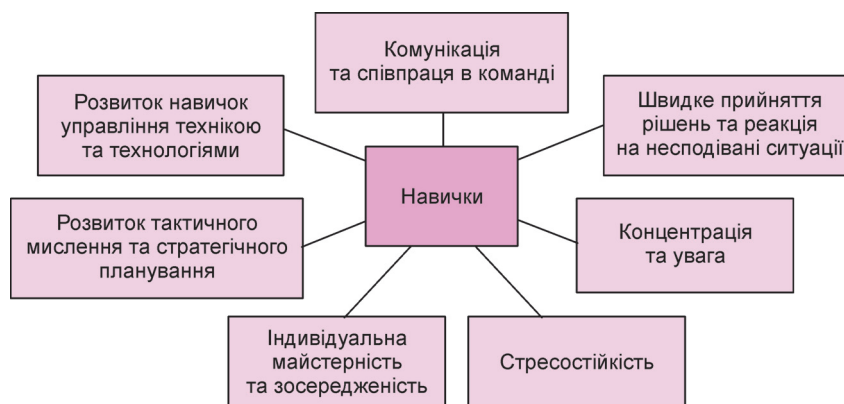 Комунікація
та співпраця в команді
Розвиток навичок
управління технікою
та технологіями
Швидке прийняття
рішень та реакція
на несподівані ситуації
Навички
Розвиток тактичного
мислення та стратегічного
планування
Концентрація
та увага
Індивідуальна
майстерність
та зосередженість
Стресостійкість